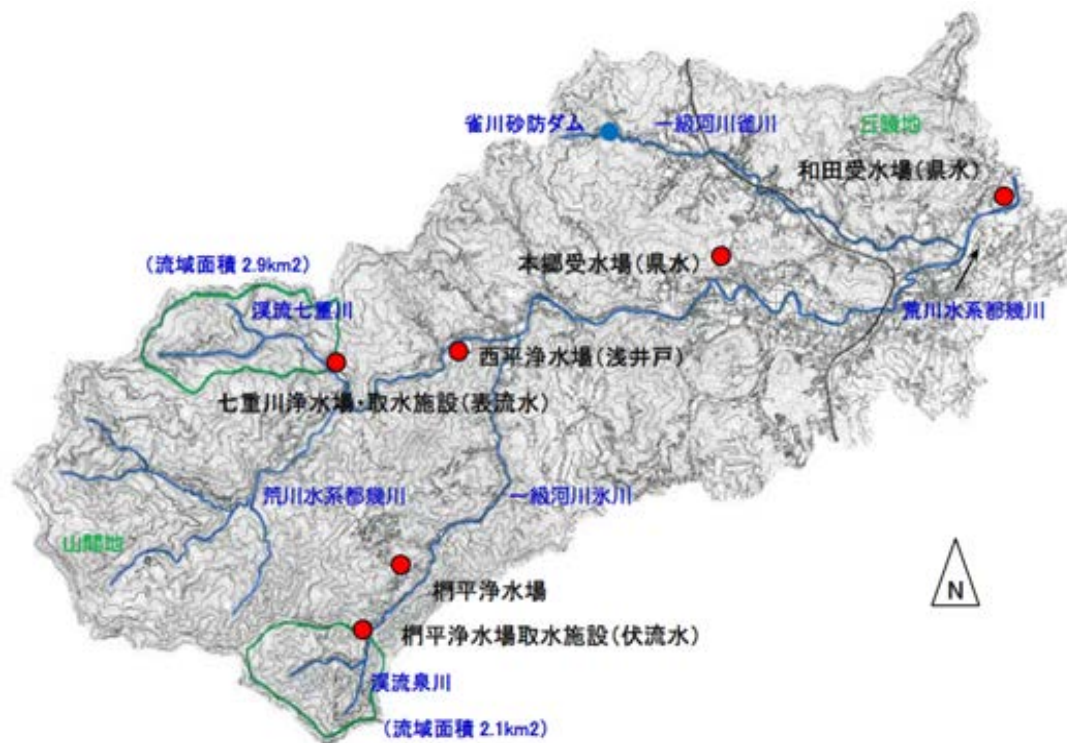 雀川砂防ダム
一級河川雀川
丘陵地
和田受水場(県水)
本郷受水場(県水)
(流域面積 2.9km2)
渓流七重川
荒川水系都幾川
西平浄水場(浅井戸)
七重川浄水場・取水施設(表流水)
荒川水系都幾川
一級河川氷川
山間地
椚平浄水場
N
椚平浄水場取水施設(伏流水)
渓流泉川
(流域面積 2.1km2)